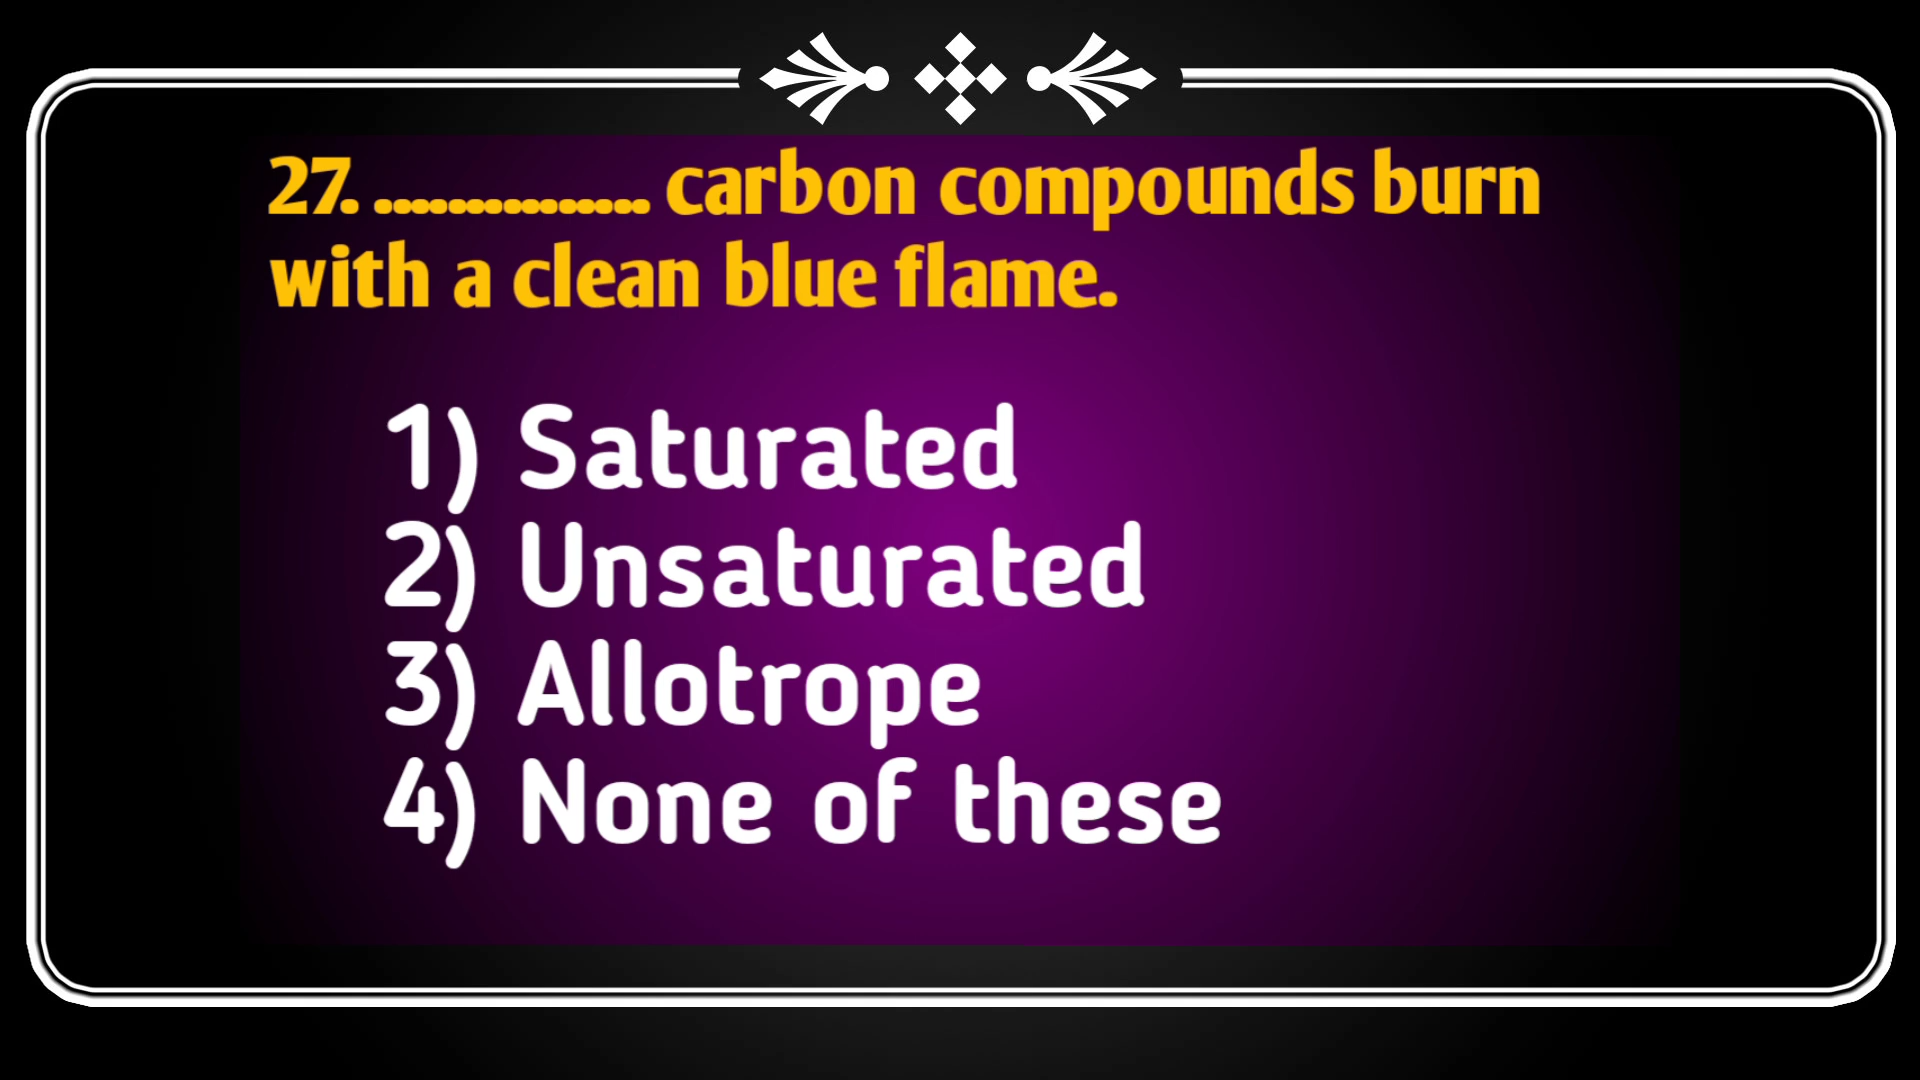 27. ............... carbon compounds burn
with a clean blue flame.
1) Saturated
2) Unsaturated
3) Allotrope
4) None of these